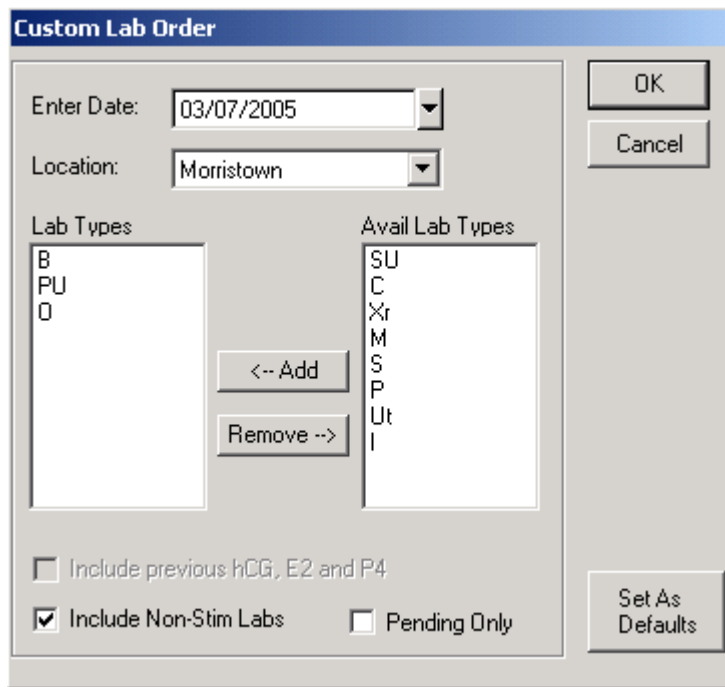 Custom Lab Order
Enter Date: 03/07/2005
OK
Location: Morristown
Cancel
Lab Types
B
PU
O
Avail Lab Types
SU
C
Xr
M
S
P
Ut
I
<-- Add
Remove -->
Include previous hCG, E2 and P4
Include Non-Stim Labs
Pending Only
Set As
Defaults